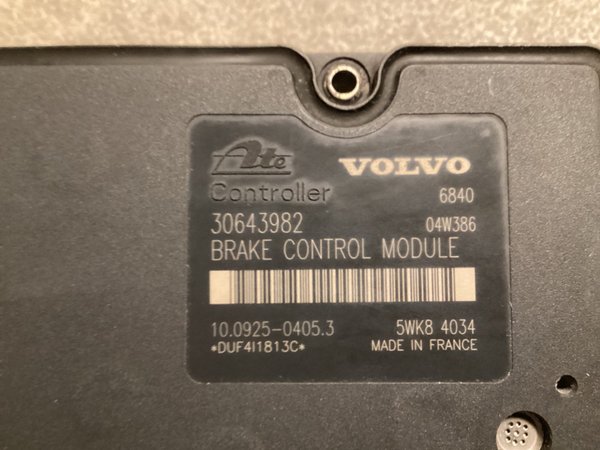 Ate VOLVO
Controller 6840
30643982 04W386
BRAKE CONTROL MODULE
10.0925-0405.3 5WK8 4034
*DUF4I1813C* MADE IN FRANCE